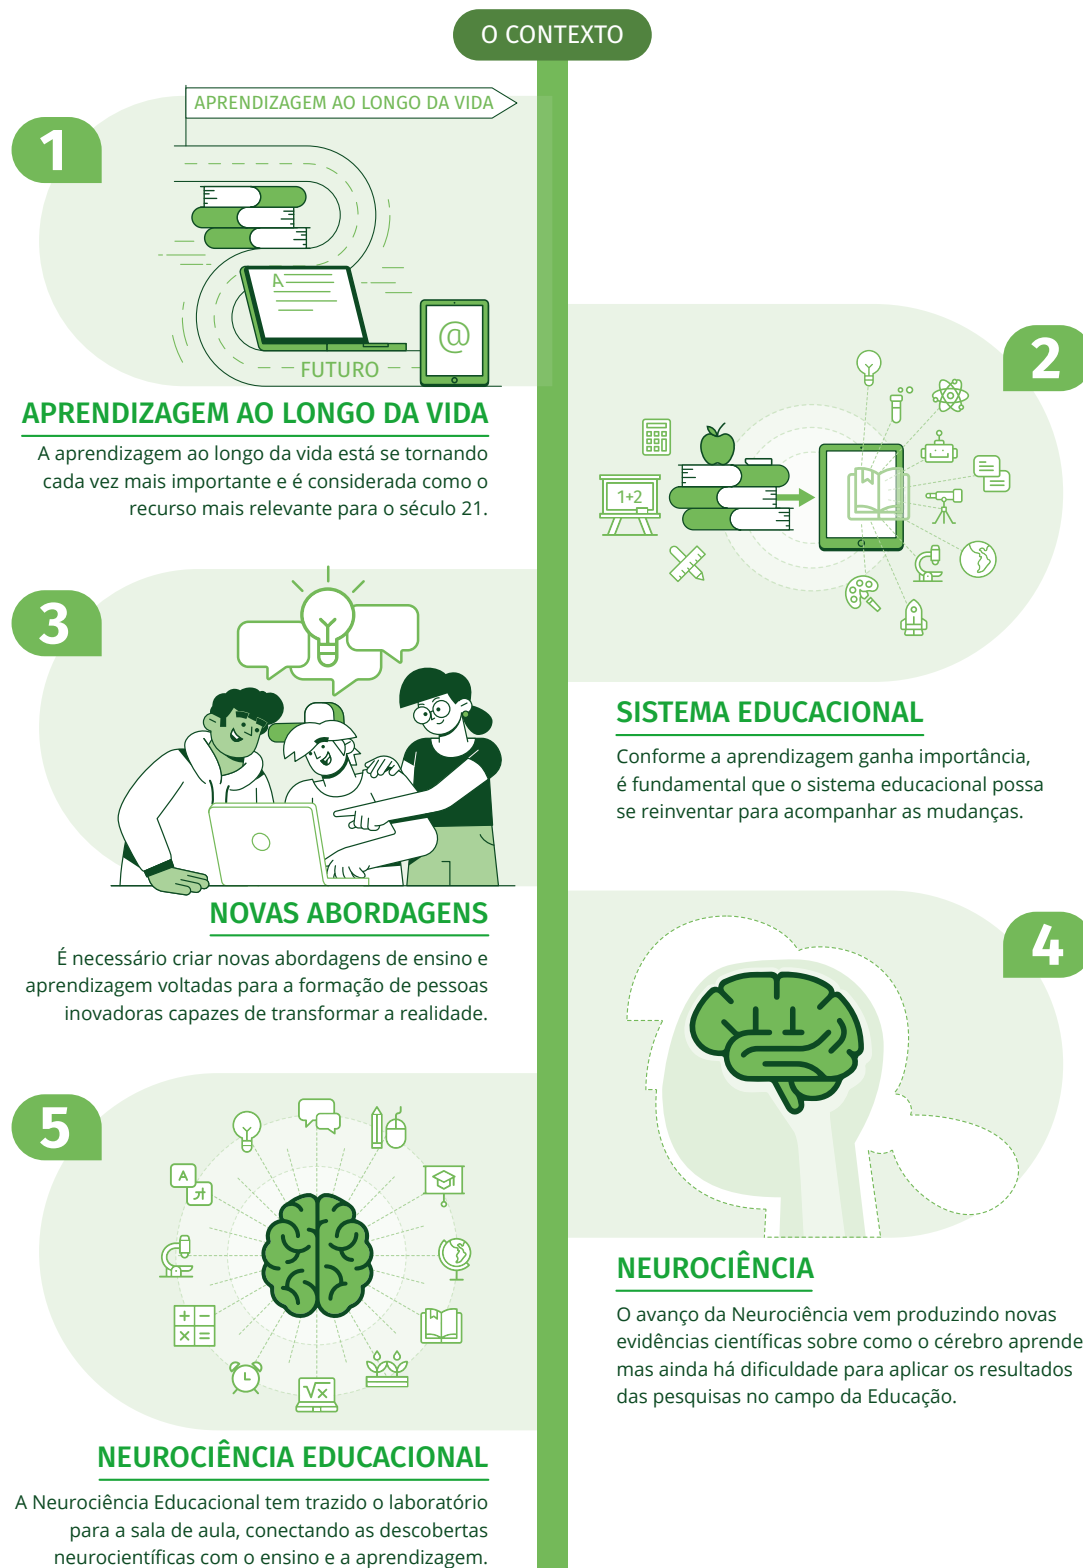 O CONTEXTO
1
APRENDIZAGEM AO LONGO DA VIDA
A
@
FUTURO
APRENDIZAGEM AO LONGO DA VIDA
A aprendizagem ao longo da vida está se tornando
cada vez mais importante e é considerada como o
recurso mais relevante para o século 21.
2
1+2
SISTEMA EDUCACIONAL
Conforme a aprendizagem ganha importância,
é fundamental que o sistema educacional possa
se reinventar para acompanhar as mudanças.
3
NOVAS ABORDAGENS
É necessário criar novas abordagens de ensino e
aprendizagem voltadas para a formação de pessoas
inovadoras capazes de transformar a realidade.
4
NEUROCIÊNCIA
O avanço da Neurociência vem produzindo novas
evidências científicas sobre como o cérebro aprende
mas ainda há dificuldade para aplicar os resultados
das pesquisas no campo da Educação.
5
A
+ −
× =
√x
NEUROCIÊNCIA EDUCACIONAL
A Neurociência Educacional tem trazido o laboratório
para a sala de aula, conectando as descobertas
neurocientíficas com o ensino e a aprendizagem.